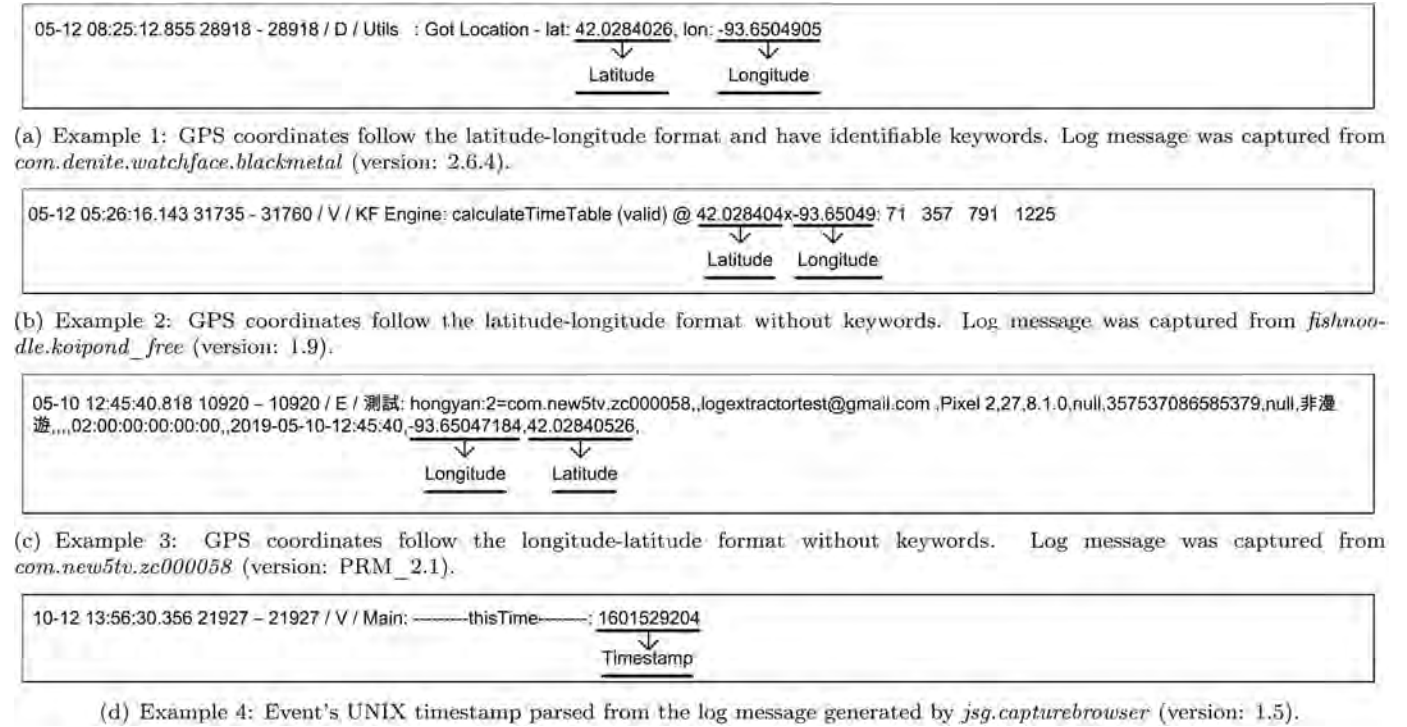 05-12 08:25:12.855 28918 - 28918 / D / Utils : Got Location - lat: 42.0284026, lon: -93.6504905
Latitude Longitude
(a) Example 1: GPS coordinates follow the latitude-longitude format and have identifiable keywords. Log message was captured from
com.denite.watchface.blackmetal (version: 2.6.4).
05-12 05:26:16.143 31735 - 31760 / V / KF Engine: calculateTimeTable (valid) @ 42.028404x-93.65049: 71 357 791 1225
Latitude Longitude
(b) Example 2: GPS coordinates follow the latitude-longitude format without keywords. Log message was captured from fishnoo-
dle.koipond_free (version: 1.9).
05-10 12:45:40.818 10920 – 10920 / E / 測試: hongyan:2=com.new5tv.zc000058,,logextractortest@gmail.com ,Pixel 2,27,8.1.0,null,357537086585379,null,非漫
遊,,,,02:00:00:00:00:00,,2019-05-10-12:45:40,-93.65047184,42.02840526,
Longitude Latitude
(c) Example 3: GPS coordinates follow the longitude-latitude format without keywords. Log message was captured from
com.new5tv.zc000058 (version: PRM_2.1).
10-12 13:56:30.356 21927 – 21927 / V / Main: ---------thisTime--------: 1601529204
Timestamp
(d) Example 4: Event's UNIX timestamp parsed from the log message generated by jsg.capturebrowser (version: 1.5).